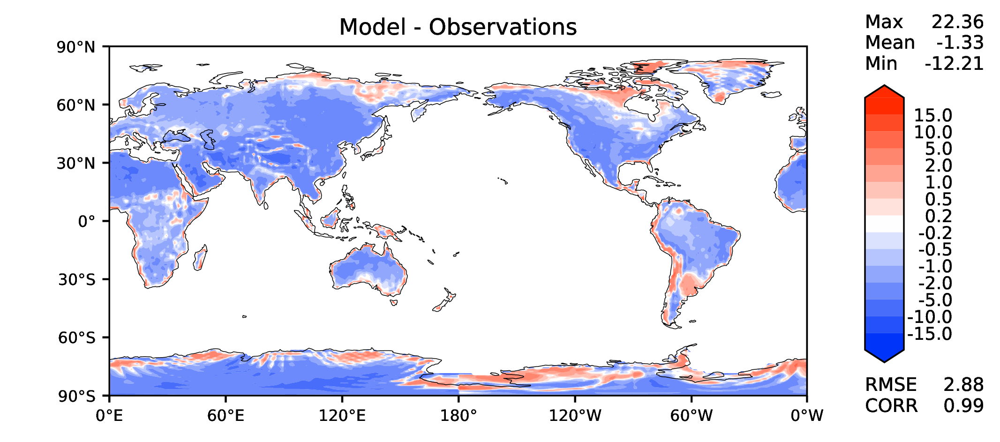 Model - Observations
Max 22.36
Mean -1.33
Min -12.21
90°N
60°N
30°N
0°
30°S
60°S
90°S
0°E 60°E 120°E 180° 120°W 60°W 0°W
15.0
10.0
5.0
2.0
1.0
0.5
0.2
-0.2
-0.5
-1.0
-2.0
-5.0
-10.0
-15.0
RMSE 2.88
CORR 0.99